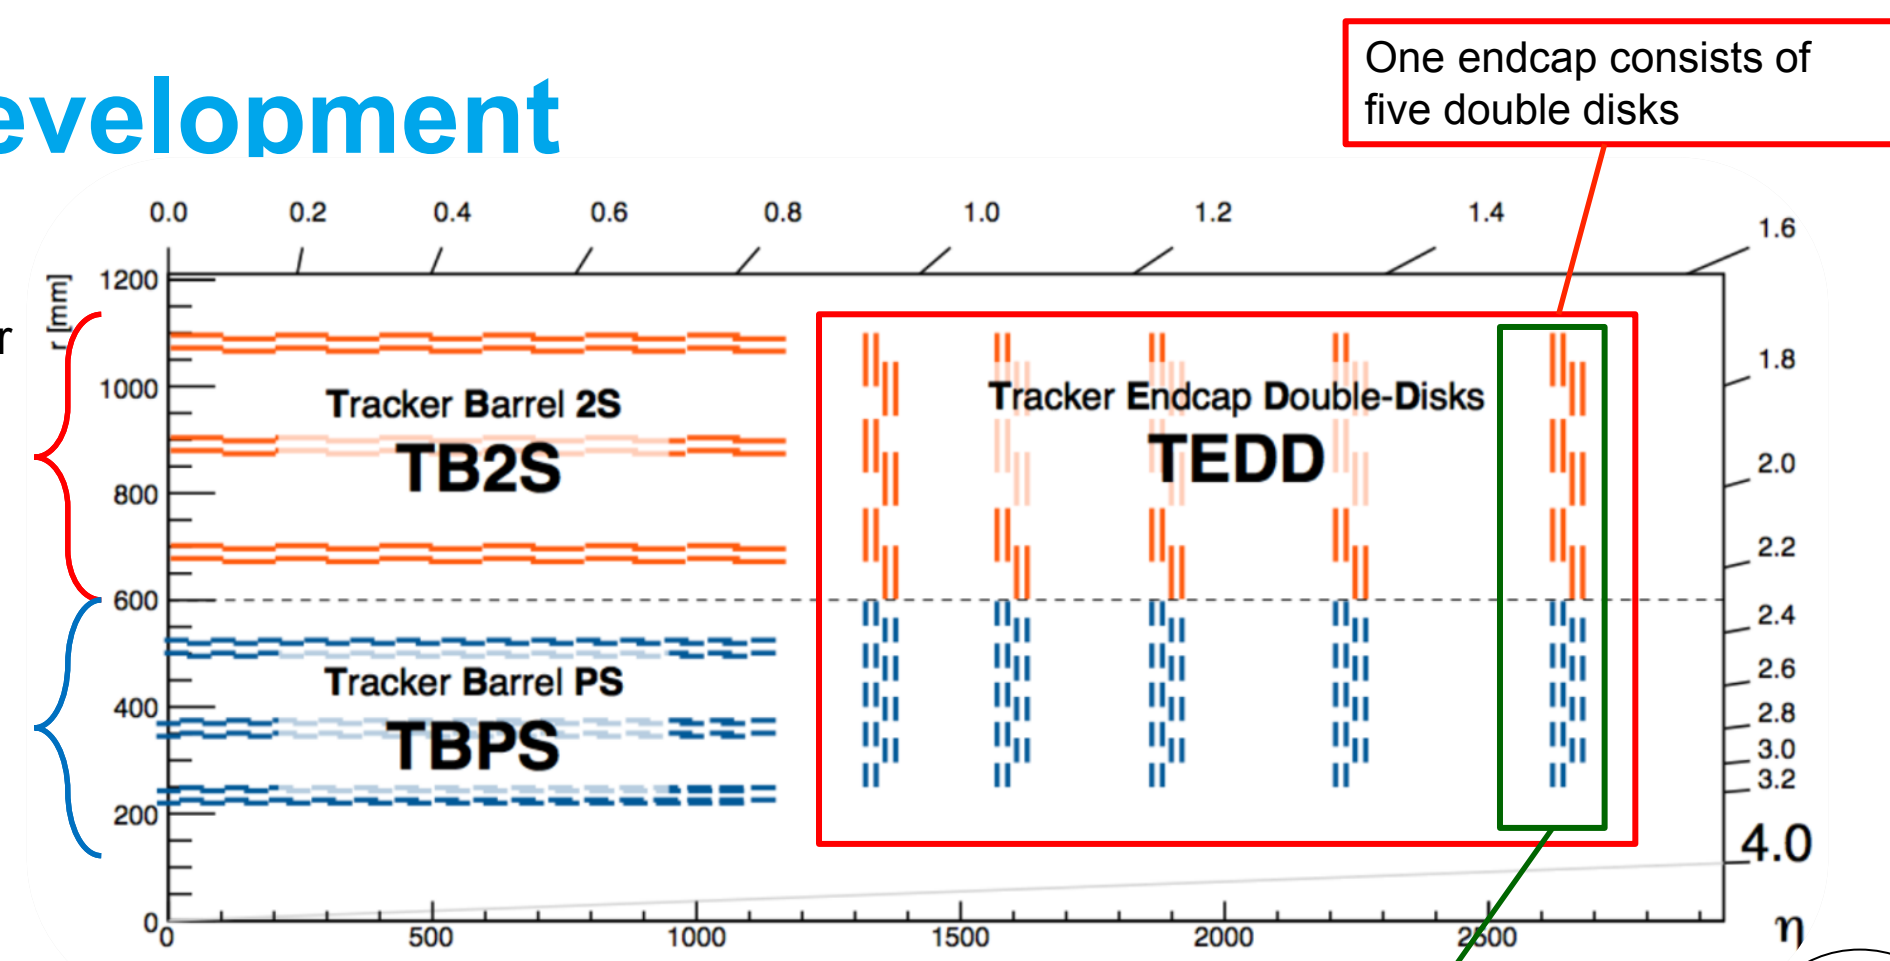 One endcap consists of
five double disks
evelopment
0.0 0.2 0.4 0.6 0.8 1.0 1.2 1.4 1.6
r [mm]
1200
1000
800
600
400
200
0
r
Tracker Barrel 2S
TB2S
Tracker Endcap Double-Disks
TEDD
Tracker Barrel PS
TBPS
1.8
2.0
2.2
2.4
2.6
2.8
3.0
3.2
4.0
η
0 500 1000 1500 2000 2500